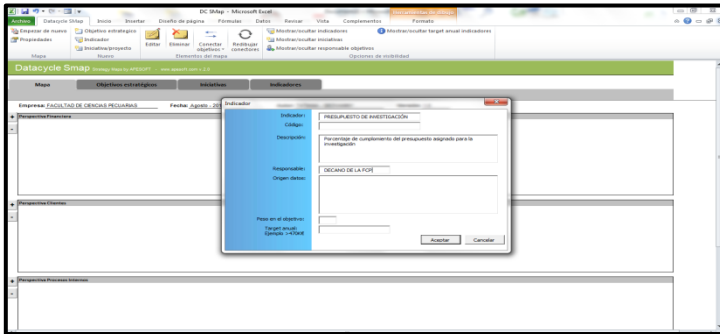 DC SMap - Microsoft Excel
Archivo Datacycle SMap Inicio Insertar Diseño de página Fórmulas Datos Revisar Vista Complementos Formato
Empezar de nuevo Objetivo estratégico Mostrar/ocultar indicadores Mostrar/ocultar target anual indicadores
Propiedades Indicador Mostrar/ocultar iniciativas
Iniciativa/proyecto Editar Eliminar Conectar objetivos Redibujar conectores Mostrar/ocultar responsable objetivos
Mapa Nuevo Elementos del mapa Opciones de visibilidad
Datacycle Smap
Mapa Objetivos estratégicos Iniciativas Indicadores
Empresa: FACULTAD DE CIENCIAS PECUARIAS Fecha: Agosto - 201
Perspectiva Financiera
Indicador
Indicador: PRESUPUESTO DE INVESTIGACIÓN
Código:
Descripción: Porcentaje de cumplimiento del presupuesto asignado para la
investigación
Responsable: DECANO DE LA FCP
Origen datos:
Perspectiva Clientes
Peso en el objetivo:
Target anual:
Ejemplo: >4700€
Aceptar Cancelar
Perspectiva Procesos Internos